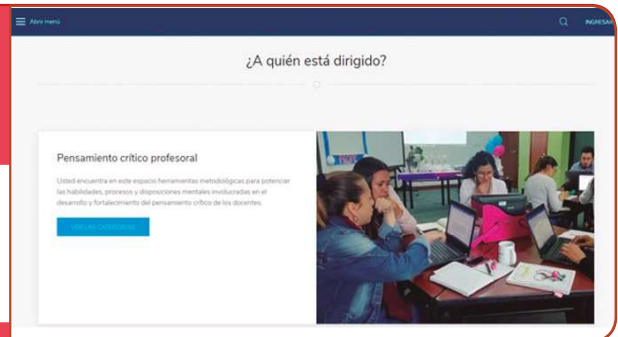 Abrir menú
INGRESAR
¿A quién está dirigido?
Pensamiento crítico profesoral
Usted encuentra en este espacio herramientas metodológicas para potenciar
las habilidades, procesos y disposiciones mentales involucradas en el
desarrollo y fortalecimiento del pensamiento crítico de los docentes.
VER LAS CATEGORÍAS